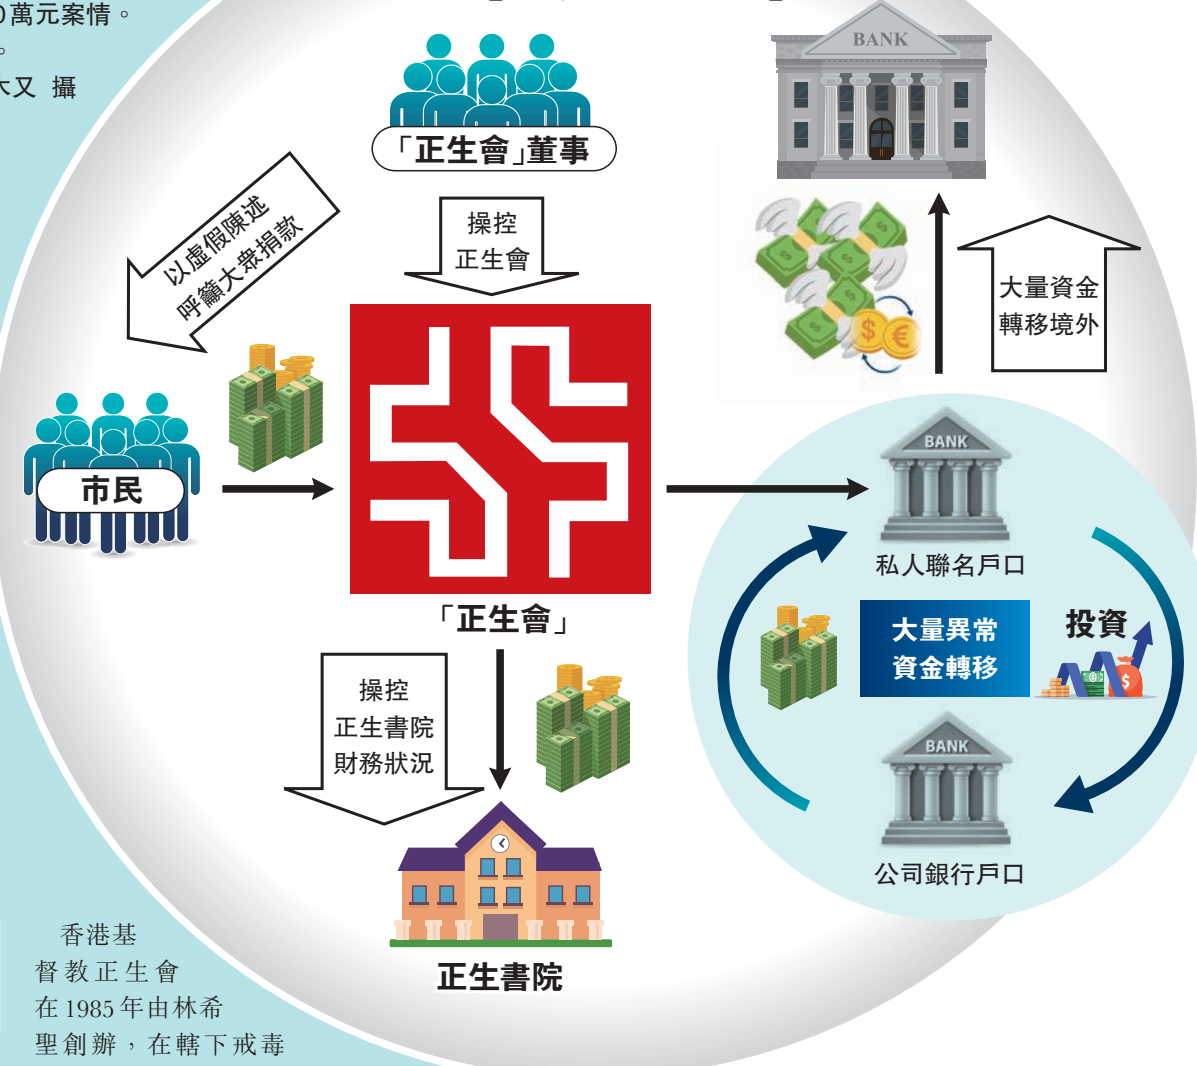 0萬元案情。
。
木又 攝
BANK
「正生會」董事
操控
正生會
以虛假陳述
呼籲大眾捐款
大量資金
轉移境外
市民
BANK
私人聯名戶口
「正生會」
大量異常
資金轉移
投資
操控
正生書院
財務狀況
BANK
公司銀行戶口
正生書院
香港基
督教正生會
在1985年由林希
聖創辦，在轄下戒毒